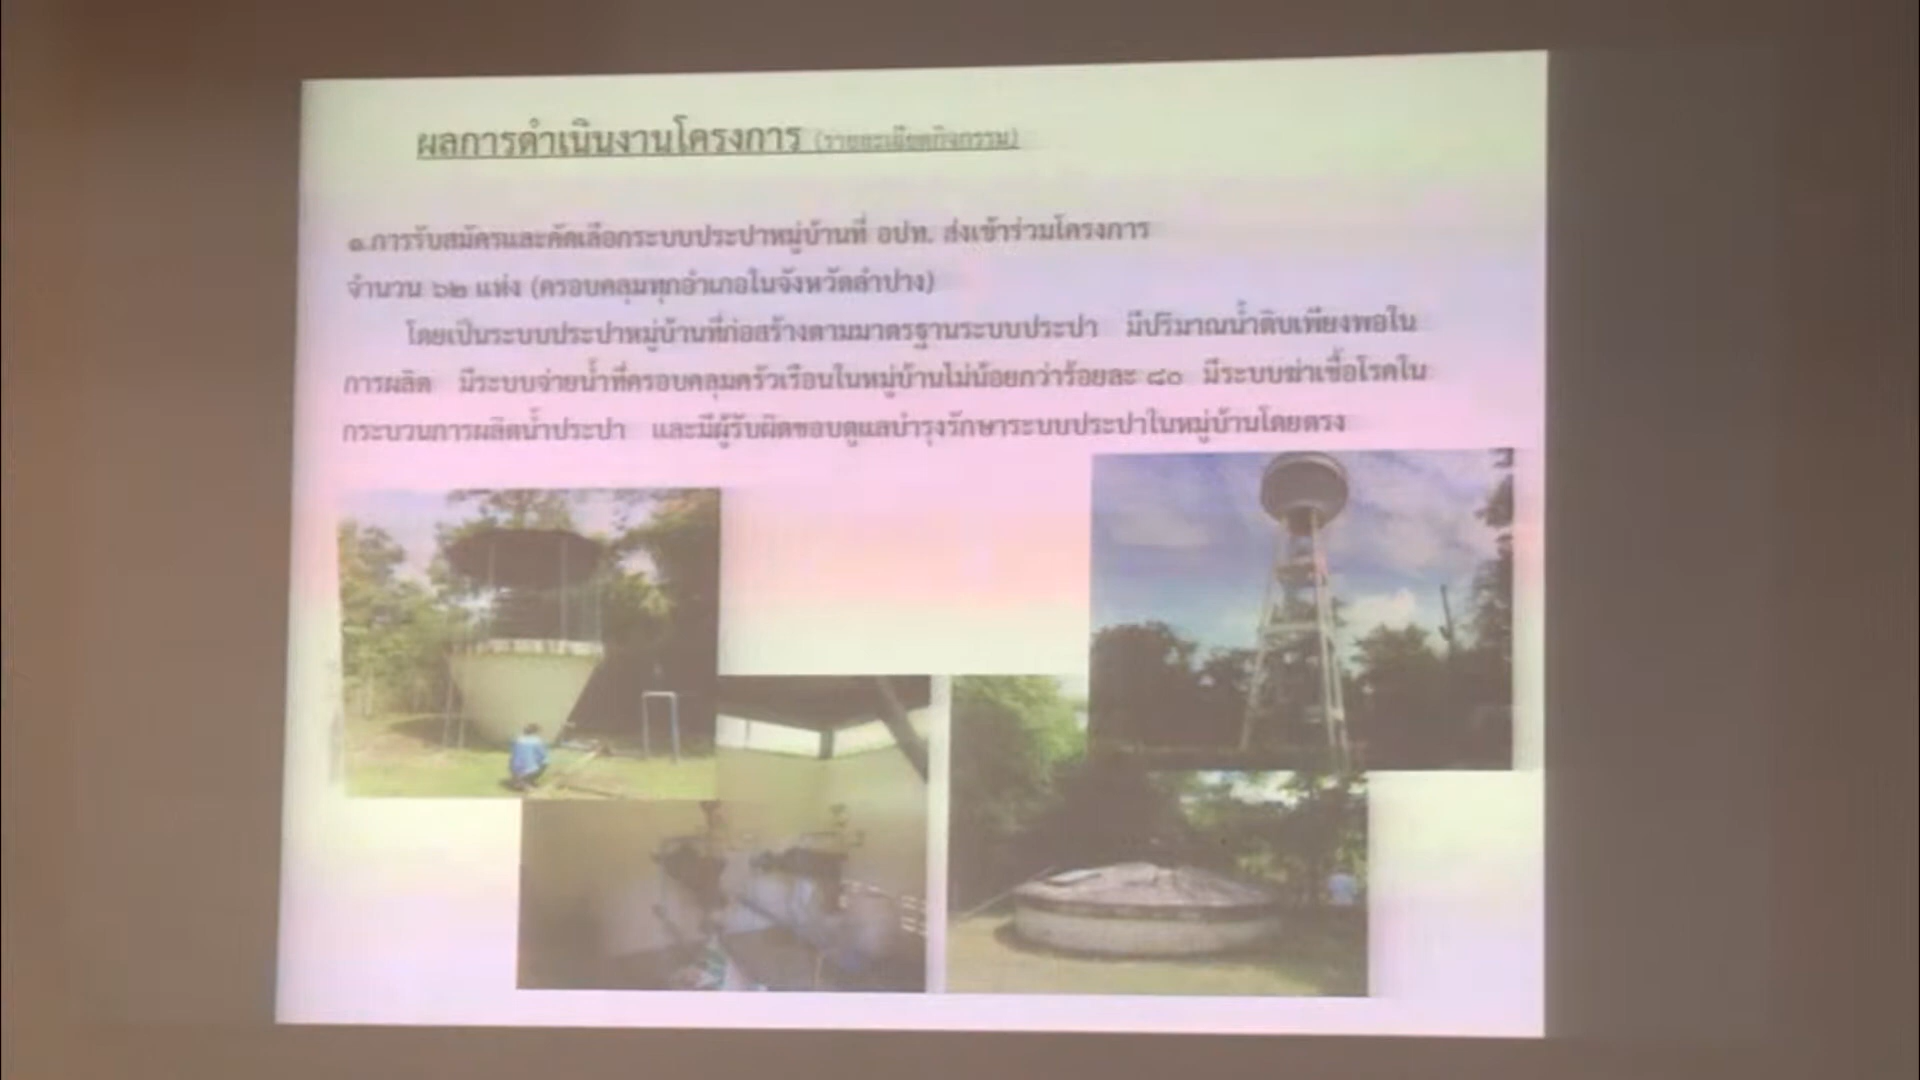 ผลการดำเนินงานโครงการ (รายละเอียดกิจกรรม)
๑.การรับสมัครและคัดเลือกระบบประปาหมู่บ้านที่ อปท. ส่งเข้าร่วมโครงการ
จำนวน ๖๒ แห่ง (ครอบคลุมทุกอำเภอในจังหวัดลำปาง)
โดยเป็นระบบประปาหมู่บ้านที่ก่อสร้างตามมาตรฐานระบบประปา มีปริมาณน้ำดิบเพียงพอใน
การผลิต มีระบบจ่ายน้ำที่ครอบคลุมครัวเรือนในหมู่บ้านไม่น้อยกว่าร้อยละ ๘๐ มีระบบฆ่าเชื้อโรคใน
กระบวนการผลิตน้ำประปา และมีผู้รับผิดชอบดูแลบำรุงรักษาระบบประปาในหมู่บ้านโดยตรง